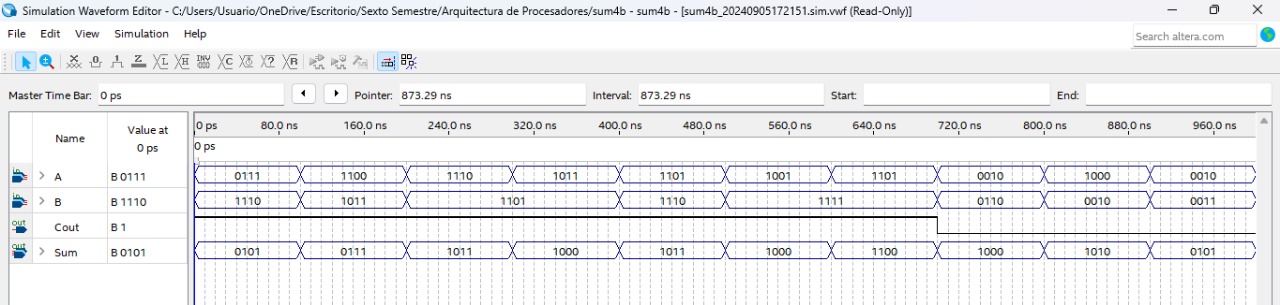 Simulation Waveform Editor - C:/Users/Usuario/OneDrive/Escritorio/Sexto Semestre/Arquitectura de Procesadores/sum4b - sum4b - [sum4b_20240905172151.sim.vwf (Read-Only)]
File Edit View Simulation Help
Search altera.com
Master Time Bar: 0 ps Pointer: 873.29 ns Interval: 873.29 ns Start: End:
Name Value at 0 ps
0 ps 80.0 ns 160.0 ns 240.0 ns 320.0 ns 400.0 ns 480.0 ns 560.0 ns 640.0 ns 720.0 ns 800.0 ns 880.0 ns 960.0 ns
0 ps
A B 0111 0111 1100 1110 1011 1101 1001 1101 0010 1000 0010
B B 1110 1110 1011 1101 1110 1111 0110 0010 0011
out Cout B 1
out Sum B 0101 0101 0111 1011 1000 1011 1000 1100 1000 1010 0101